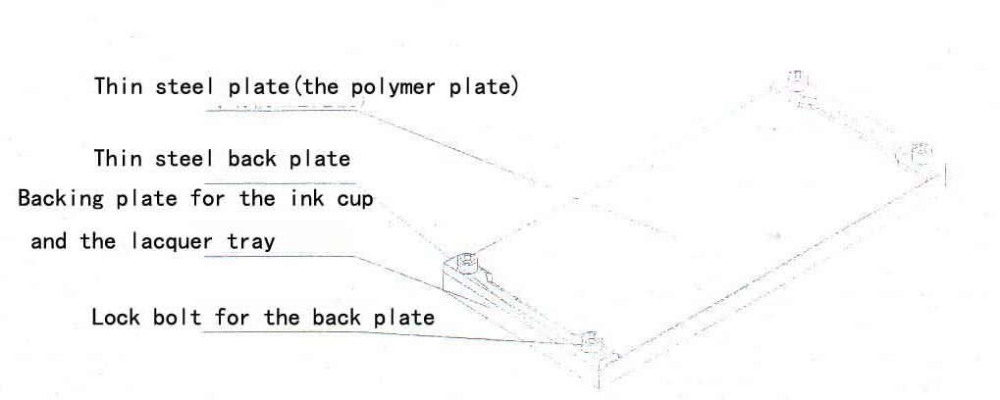 Thin steel plate(the polymer plate)
Thin steel back plate
Backing plate for the ink cup
and the lacquer tray
Lock bolt for the back plate